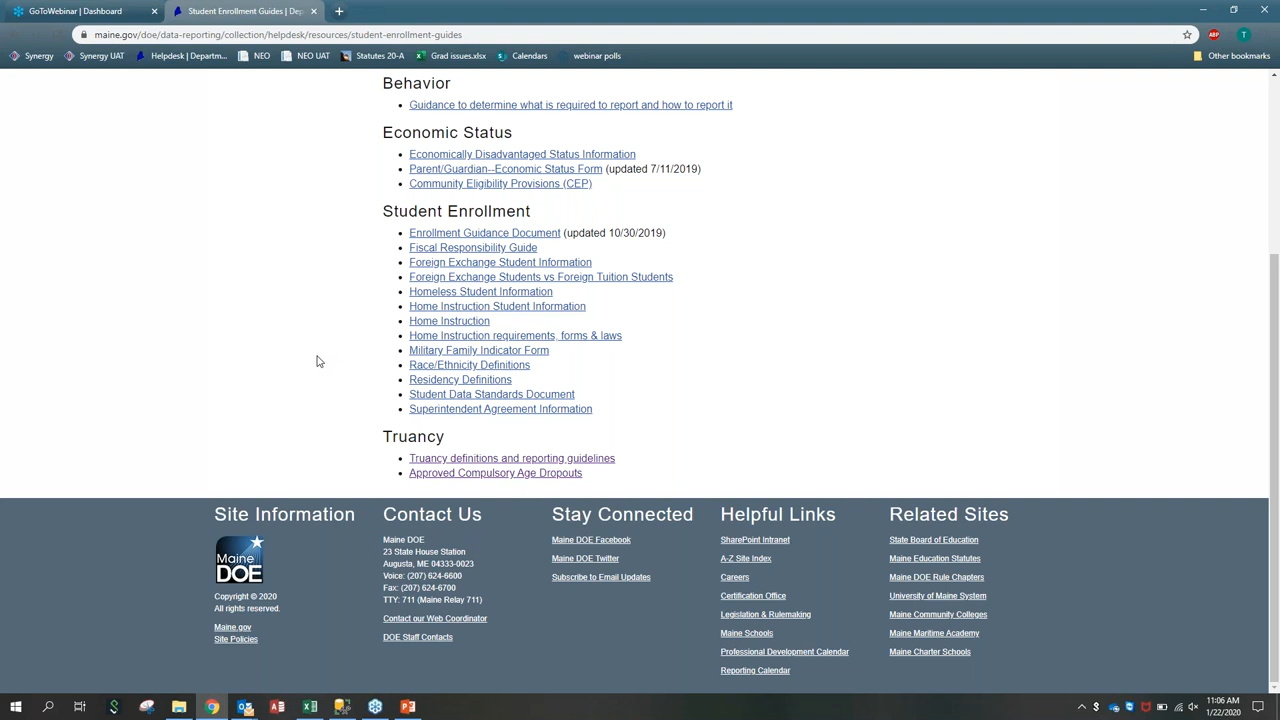 GoToWebinar | Dashboard
Student Enrollment Guides | Dep
maine.gov/doe/data-reporting/collection/helpdesk/resources/student-enrollment-guides
ABP
T
Synergy
Synergy UAT
Helpdesk | Departm...
NEO
NEO UAT
Statutes 20-A
Grad issues.xlsx
Calendars
webinar polls
Other bookmarks
Behavior
Guidance to determine what is required to report and how to report it
Economic Status
Economically Disadvantaged Status Information
Parent/Guardian--Economic Status Form (updated 7/11/2019)
Community Eligibility Provisions (CEP)
Student Enrollment
Enrollment Guidance Document (updated 10/30/2019)
Fiscal Responsibility Guide
Foreign Exchange Student Information
Foreign Exchange Students vs Foreign Tuition Students
Homeless Student Information
Home Instruction Student Information
Home Instruction
Home Instruction requirements, forms & laws
Military Family Indicator Form
Race/Ethnicity Definitions
Residency Definitions
Student Data Standards Document
Superintendent Agreement Information
Truancy
Truancy definitions and reporting guidelines
Approved Compulsory Age Dropouts
Site Information
Maine
DOE
Copyright © 2020
All rights reserved.
Maine.gov
Site Policies
Contact Us
Maine DOE
23 State House Station
Augusta, ME 04333-0023
Voice: (207) 624-6600
Fax: (207) 624-6700
TTY: 711 (Maine Relay 711)
Contact our Web Coordinator
DOE Staff Contacts
Stay Connected
Maine DOE Facebook
Maine DOE Twitter
Subscribe to Email Updates
Helpful Links
SharePoint Intranet
A-Z Site Index
Careers
Certification Office
Legislation & Rulemaking
Maine Schools
Professional Development Calendar
Reporting Calendar
Related Sites
State Board of Education
Maine Education Statutes
Maine DOE Rule Chapters
University of Maine System
Maine Community Colleges
Maine Maritime Academy
Maine Charter Schools
11:06 AM
1/22/2020